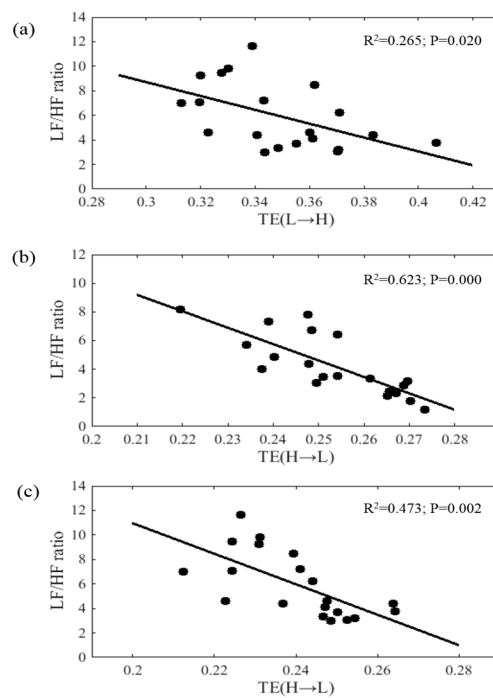 (a)
R²=0.265; P=0.020
LF/HF ratio
14
12
10
8
6
4
2
0
0.28 0.3 0.32 0.34 0.36 0.38 0.4 0.42
TE(L→H)
(b)
R²=0.623; P=0.000
LF/HF ratio
12
10
8
6
4
2
0
0.2 0.21 0.22 0.23 0.24 0.25 0.26 0.27 0.28
TE(H→L)
(c)
R²=0.473; P=0.002
LF/HF ratio
14
12
10
8
6
4
2
0
0.2 0.22 0.24 0.26 0.28
TE(H→L)